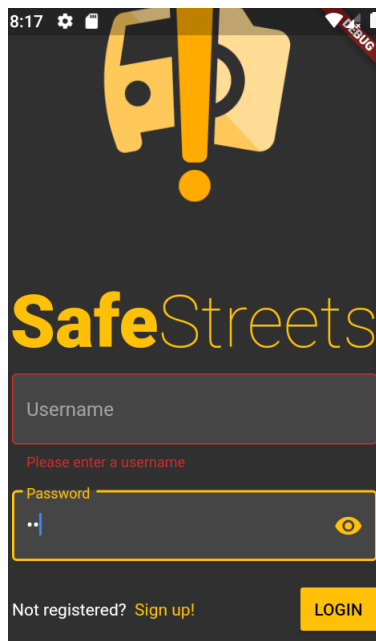 8:17
DEBUG
SafeStreets
Username
Please enter a username
Password
••
Not registered? Sign up!
LOGIN